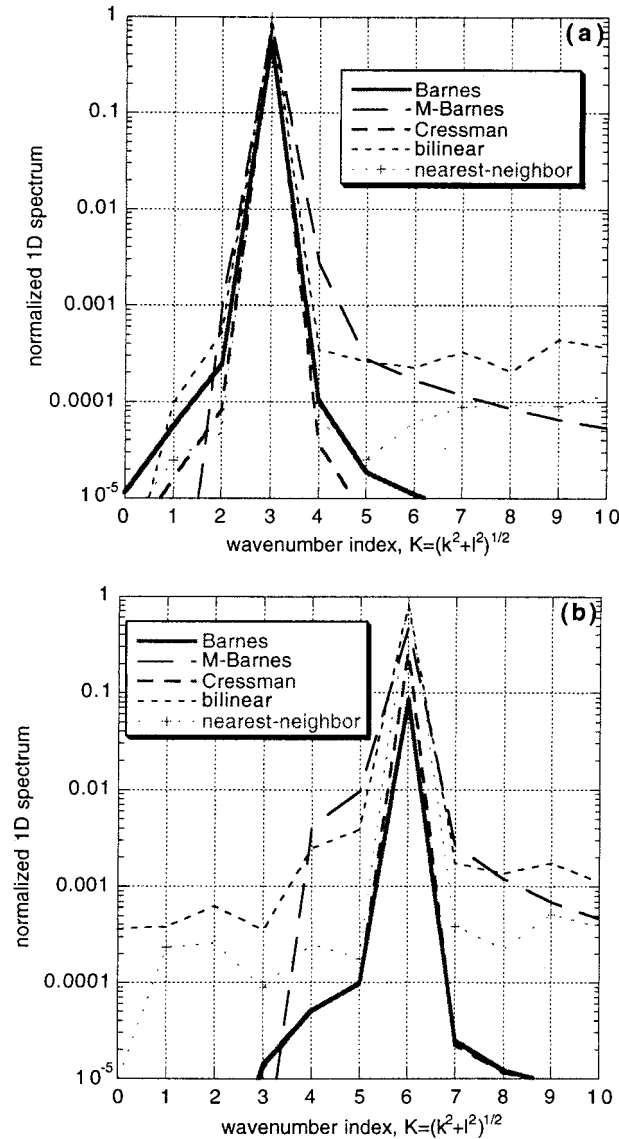 (a)
normalized 1D spectrum
1
0.1
0.01
0.001
0.0001
10⁻⁵
Barnes
M-Barnes
Cressman
bilinear
nearest-neighbor
0 1 2 3 4 5 6 7 8 9 10
wavenumber index, K=(k²+l²)^1/2
(b)
normalized 1D spectrum
1
0.1
0.01
0.001
0.0001
10⁻⁵
Barnes
M-Barnes
Cressman
bilinear
nearest-neighbor
0 1 2 3 4 5 6 7 8 9 10
wavenumber index, K=(k²+l²)^1/2